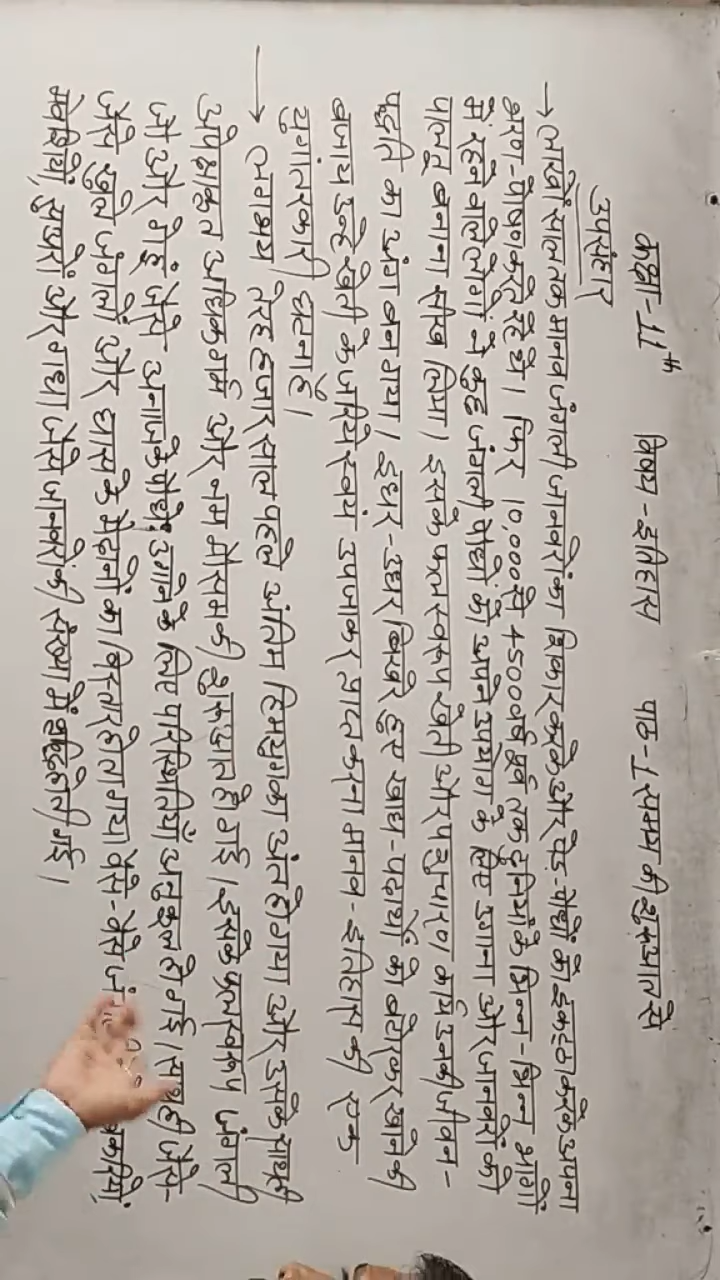 कक्षा-11th विषय-इतिहास पाठ-1 समय की शुरुआत से
उपसंहार
→ लाखों साल तक मानव जंगली जानवरों का शिकार करके और पेड़-पौधों को इकट्ठा करके अपना
भरण-पोषण करते रहे थे। फिर 10,000 से 4500 वर्ष पूर्व तक दुनियाँ के भिन्न-भिन्न भागों
में रहने वाले लोगों ने कुछ जंगली पौधों को अपने उपयोग के लिए उगाना और जानवरों को
पालतू बनाना सीख लिया। इसके फलस्वरूप खेती और पशुचारण कार्य उनकी जीवन-
पद्धति का अंग बन गया। इधर-उधर बिखरे हुए खाद्य-पदार्थों को बटोरकर खाने की
बजाय उन्हे खेती के जरिये स्वयं उपजाकर प्राप्त करना मानव-इतिहास की एक
युगांतरकारी घटना है।
→ लगभग तेरह हजार साल पहले अंतिम हिमयुग का अंत हो गया और उसके साथ ही
अपेक्षाकृत अधिक गर्म और नम मौसम की शुरूआत हो गई। इसके फलस्वरूप जंगली
जौ और गेहूं जैसे अनाज के पौधे उगाने के लिए परिस्थितियाँ अनुकूल हो गई। साथ ही जैसे-
जैसे खुले जंगलों और घास के मैदानों का विस्तार होता गया वैसे-वैसे बकरियों,
मवेशियों, सुअरों और गधा जैसे जानवरों की संख्या में वृद्धि होती गई।